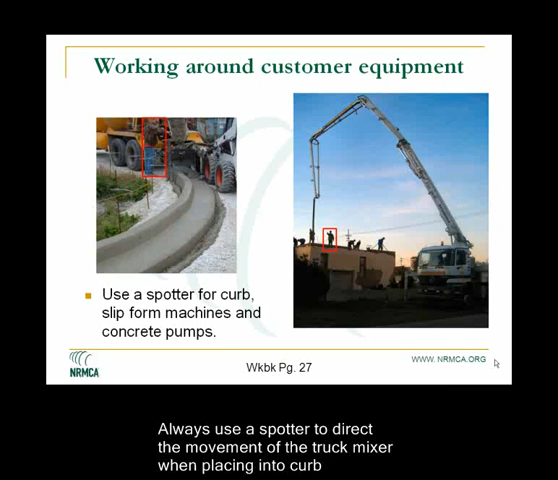 Working around customer equipment
Use a spotter for curb,
slip form machines and
concrete pumps.
NRMCA
Wkbk Pg. 27
WWW. NRMCA.ORG
Always use a spotter to direct
the movement of the truck mixer
when placing into curb